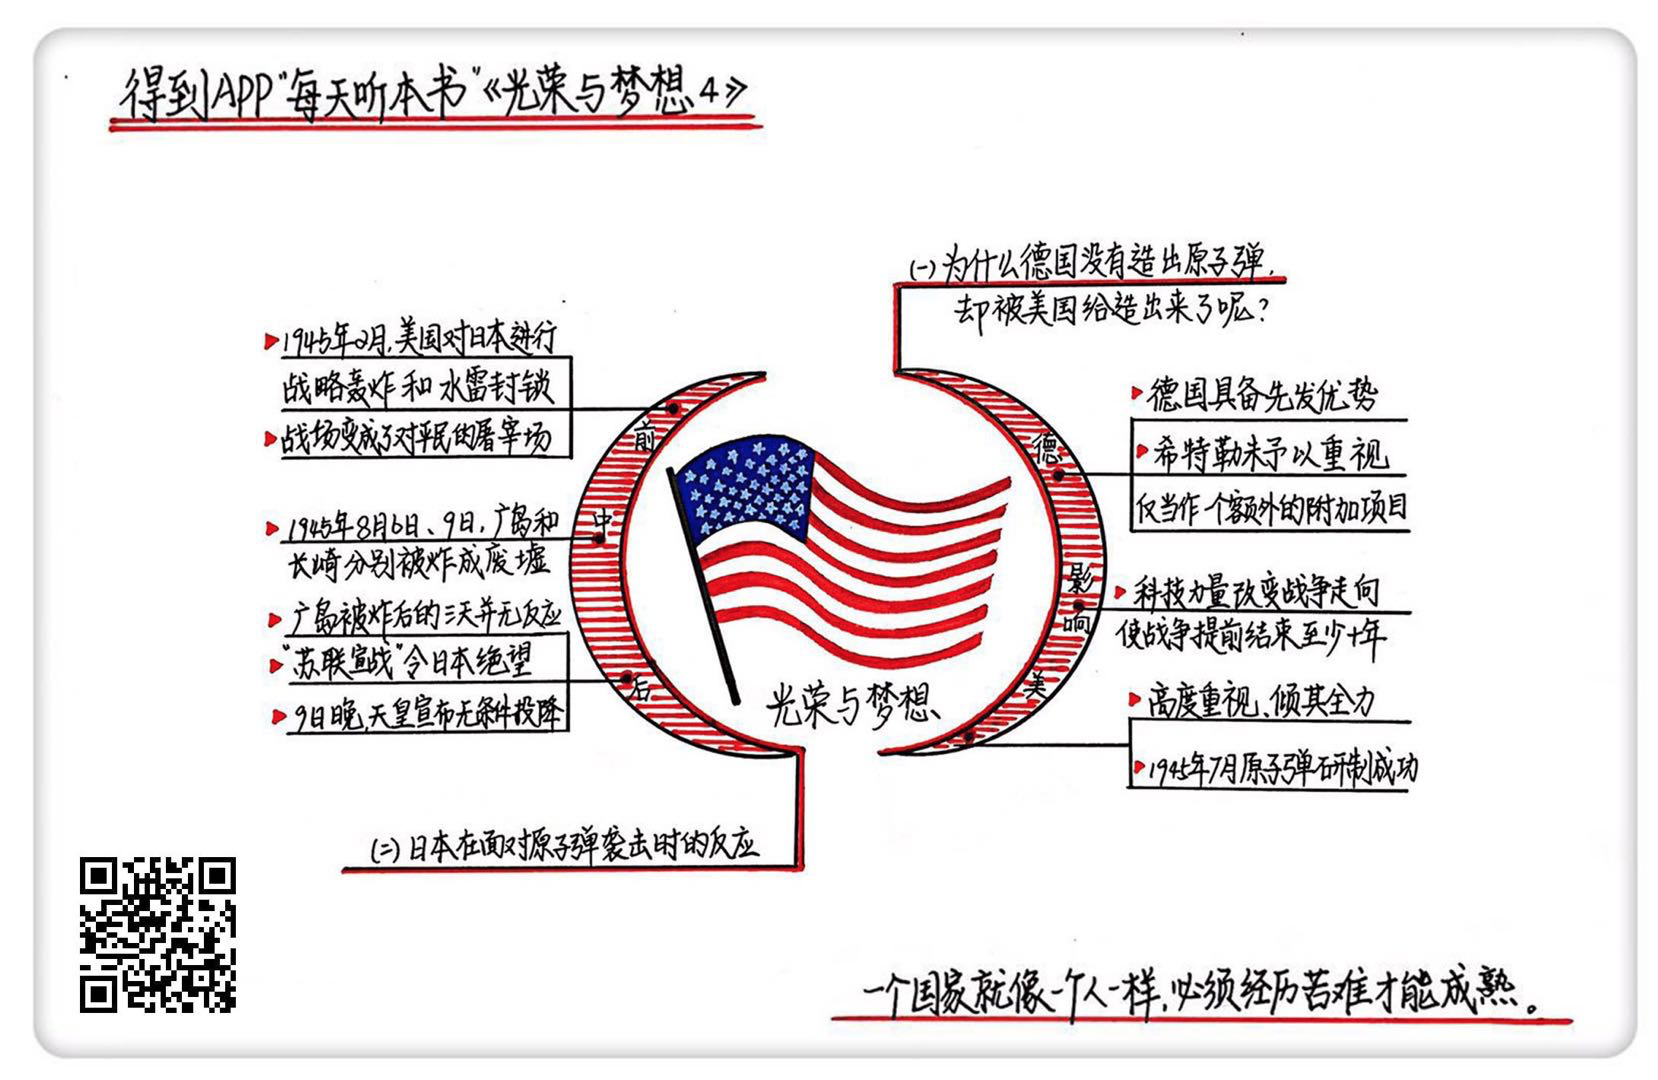 得到APP“每天听本书”《光荣与梦想4》
(一)为什么德国没有造出原子弹,
却被美国给造出来了呢?
德
德国具备先发优势
希特勒未予以重视
仅当作一个额外的附加项目
影响
科技力量改变战争走向
使战争提前结束至少十年
美
高度重视、倾其全力
1945年7月原子弹研制成功
光荣与梦想
(二)日本在面对原子弹袭击时的反应
前
1945年2月,美国对日本进行
战略轰炸和水雷封锁
战场变成了对平民的屠宰场
中
1945年8月6日、9日,广岛和
长崎分别被炸成废墟
后
广岛被炸后的三天并无反应
“苏联宣战”令日本绝望
9日晚,天皇宣布无条件投降
一个国家就像一个人一样,必须经历苦难才能成熟。